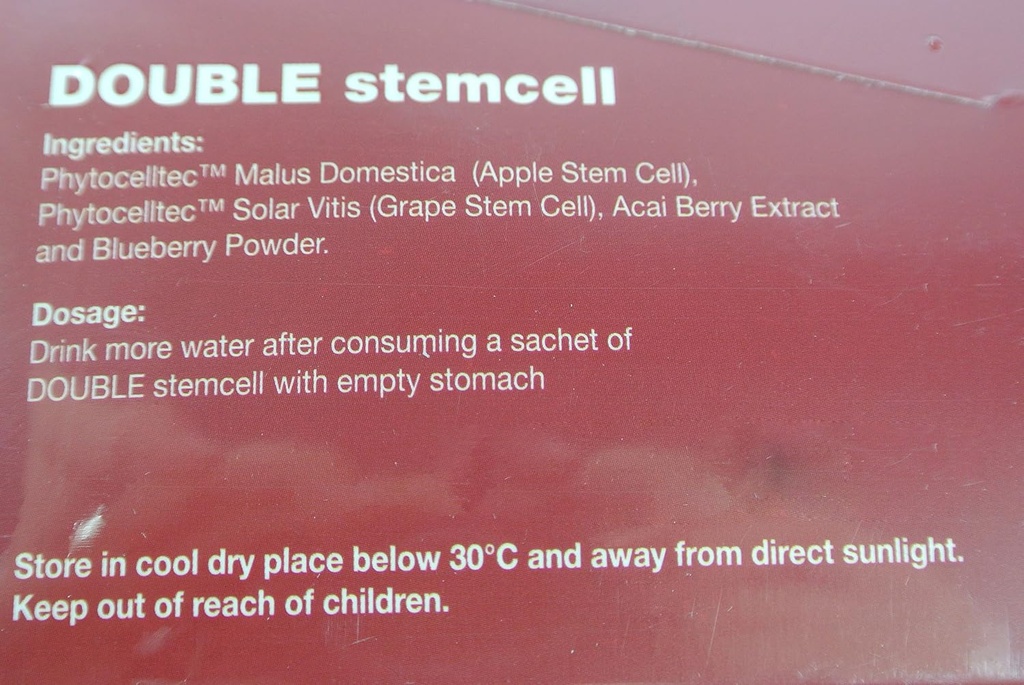 DOUBLE stemcell
Ingredients:
Phytocelltec™ Malus Domestica (Apple Stem Cell),
Phytocelltec™ Solar Vitis (Grape Stem Cell), Acai Berry Extract
and Blueberry Powder.
Dosage:
Drink more water after consuming a sachet of
DOUBLE stemcell with empty stomach
Store in cool dry place below 30°C and away from direct sunlight.
Keep out of reach of children.